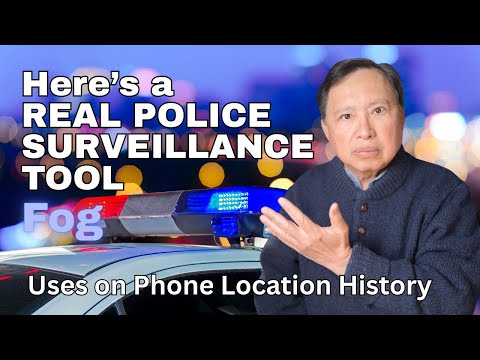 Here's a
REAL POLICE
SURVEILLANCE
TOOL
Fog
Uses on Phone Location History